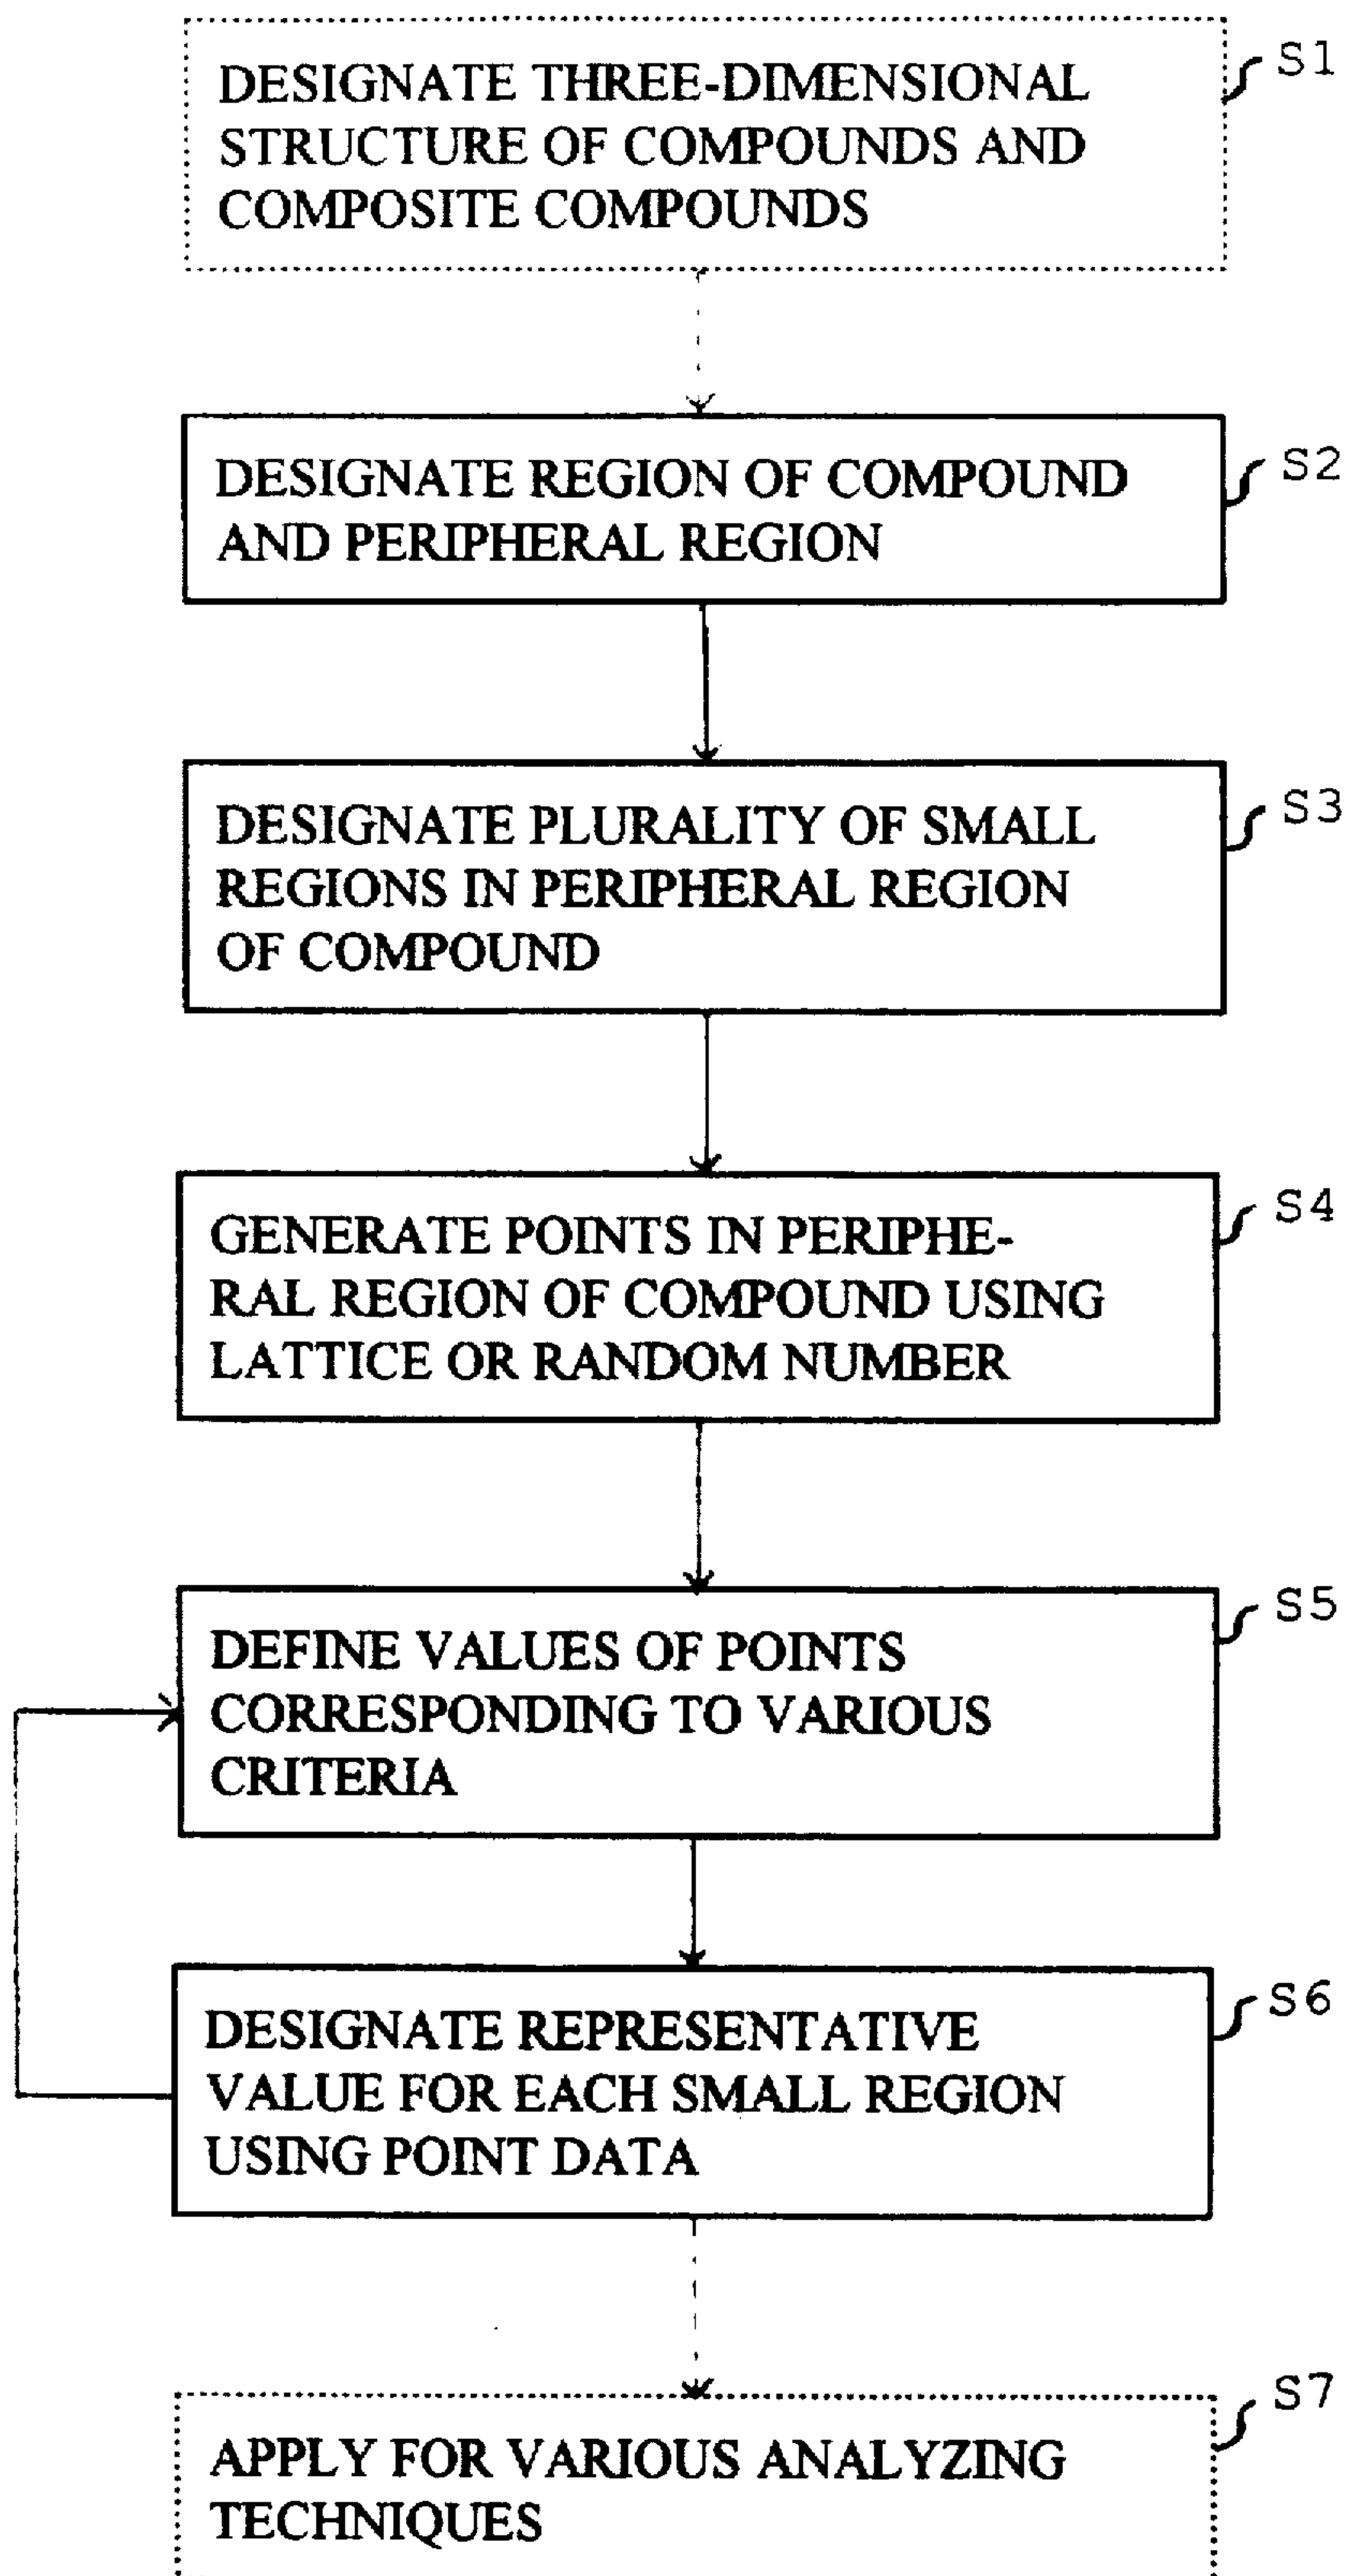 S1
DESIGNATE THREE-DIMENSIONAL
STRUCTURE OF COMPOUNDS AND
COMPOSITE COMPOUNDS
S2
DESIGNATE REGION OF COMPOUND
AND PERIPHERAL REGION
S3
DESIGNATE PLURALITY OF SMALL
REGIONS IN PERIPHERAL REGION
OF COMPOUND
S4
GENERATE POINTS IN PERIPHE-
RAL REGION OF COMPOUND USING
LATTICE OR RANDOM NUMBER
S5
DEFINE VALUES OF POINTS
CORRESPONDING TO VARIOUS
CRITERIA
S6
DESIGNATE REPRESENTATIVE
VALUE FOR EACH SMALL REGION
USING POINT DATA
S7
APPLY FOR VARIOUS ANALYZING
TECHNIQUES